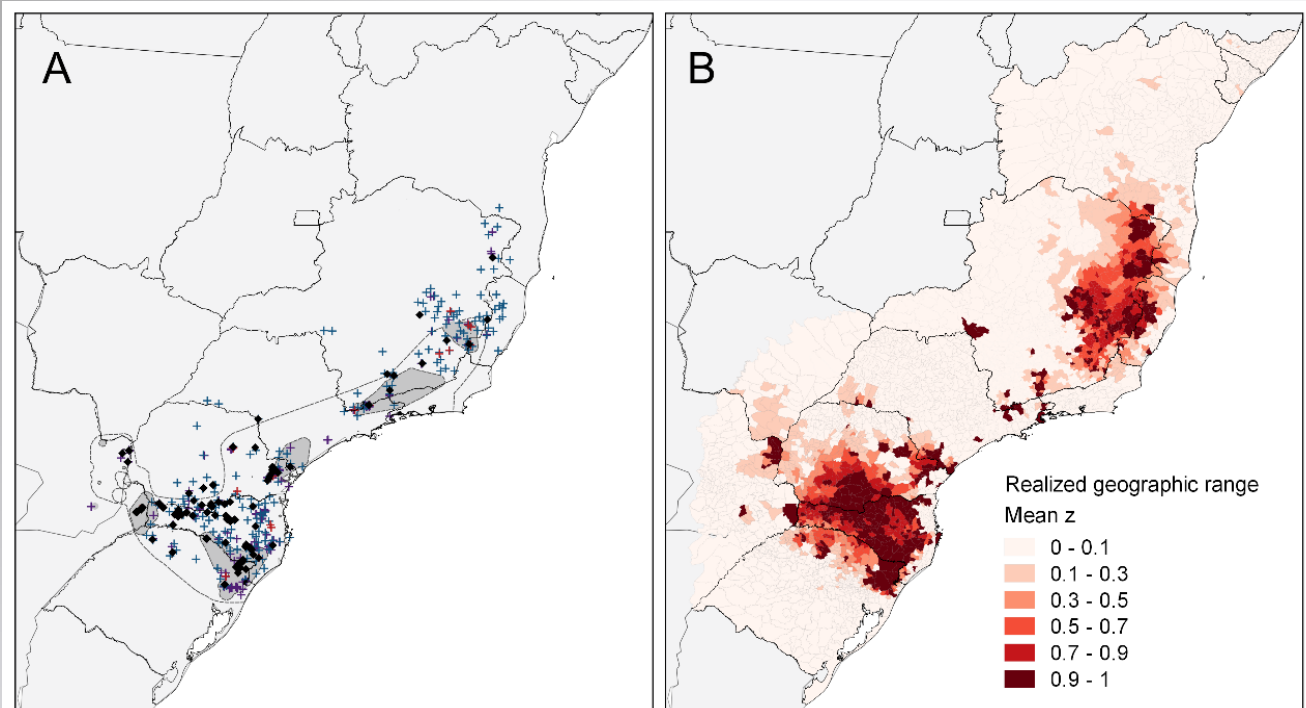 A
B
Realized geographic range
Mean z
0 - 0.1
0.1 - 0.3
0.3 - 0.5
0.5 - 0.7
0.7 - 0.9
0.9 - 1